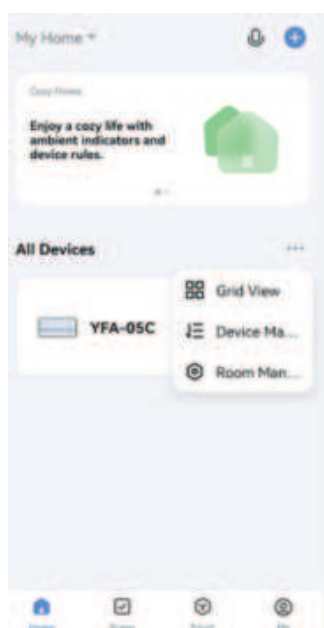 My Home
Cozy Home
Enjoy a cozy life with
ambient indicators and
device rules.
All Devices
Grid View
YFA-05C
Device Ma...
Room Man...
Home